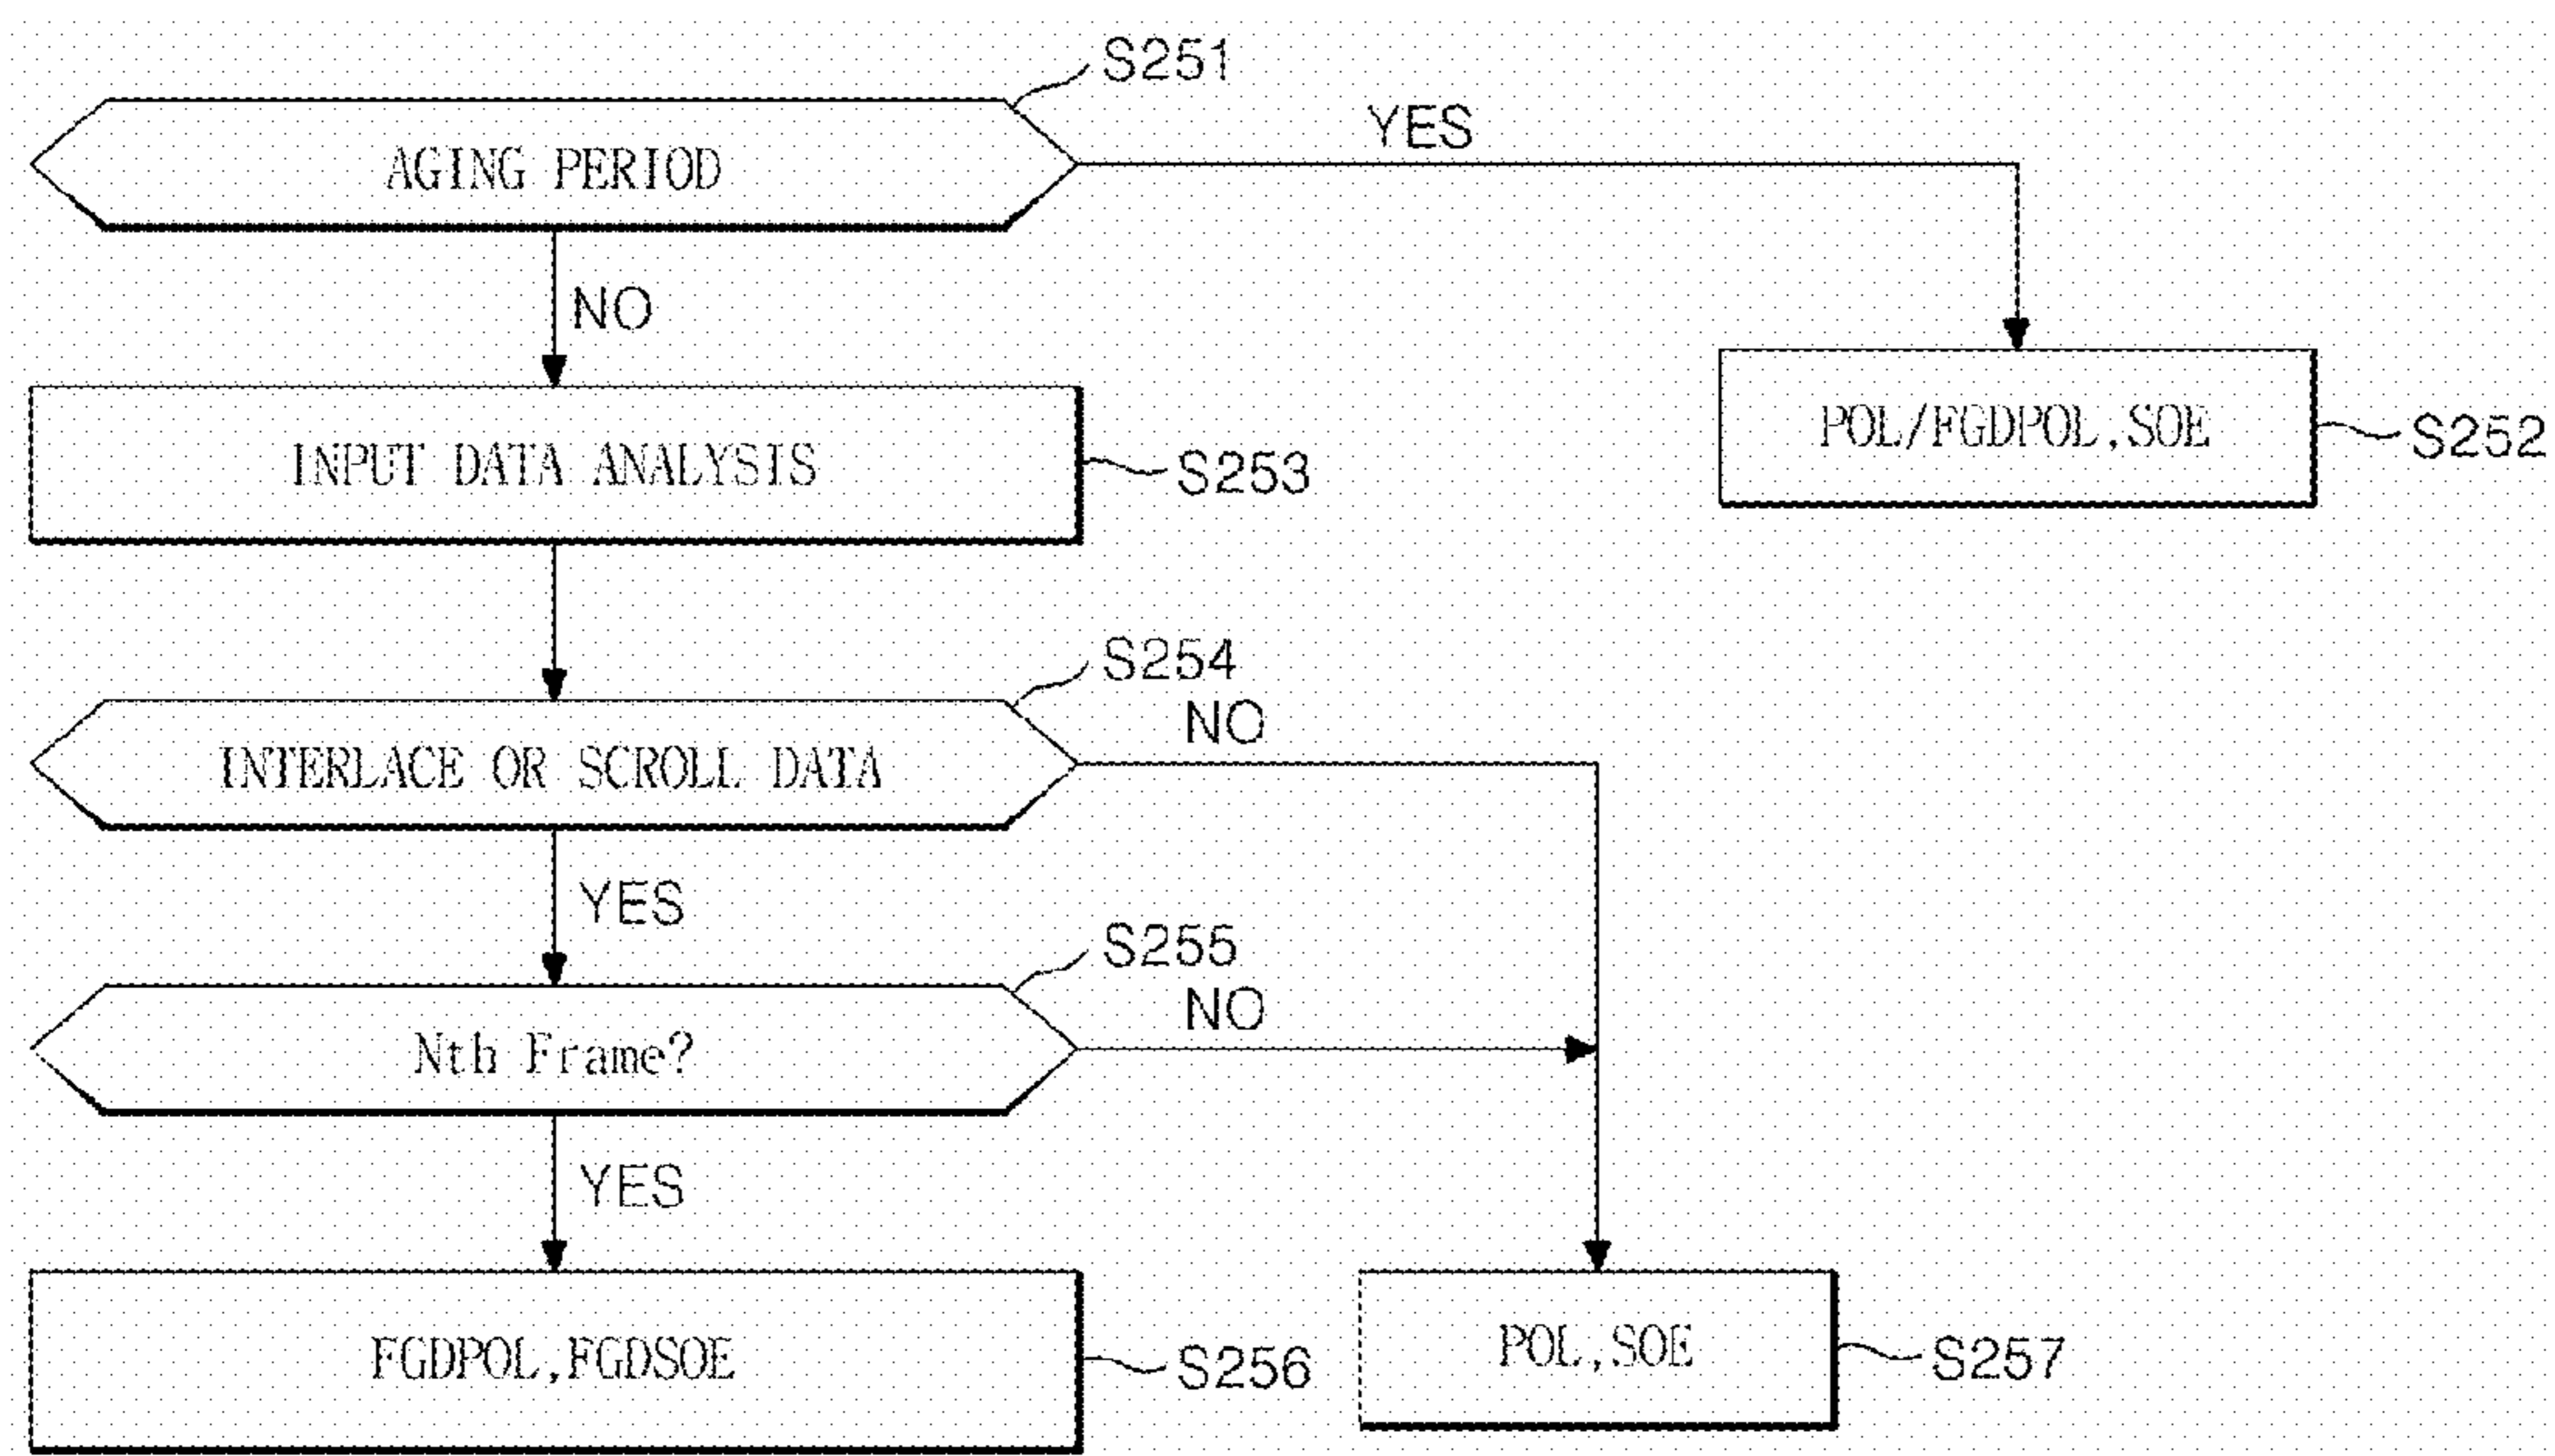 S251
AGING PERIOD
YES
NO
POL/FGDPOL,SOE
S252
INPUT DATA ANALYSIS
S253
S254
INTERLACE OR SCROLL DATA
NO
YES
S255
Nth Frame?
NO
YES
FGDPOL,FGDSOE
S256
POL,SOE
S257